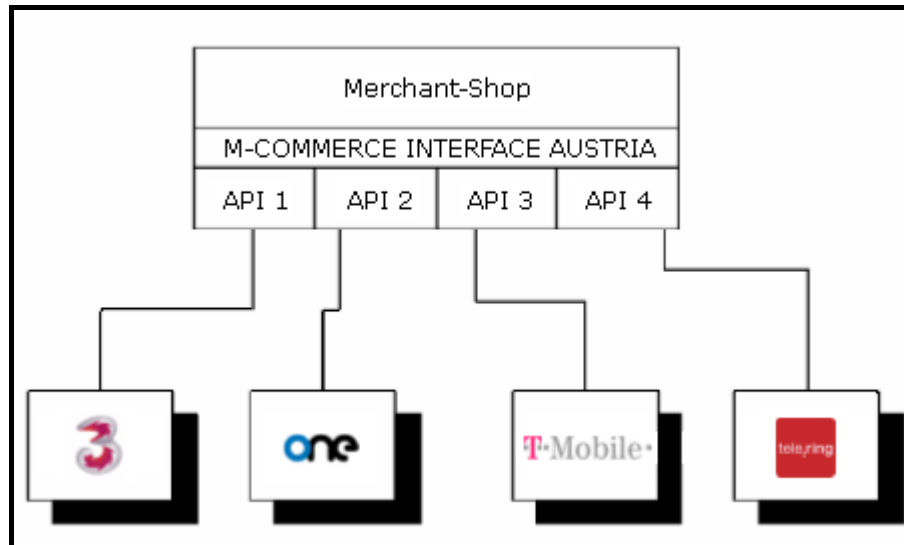 Merchant-Shop
M-COMMERCE INTERFACE AUSTRIA
API 1 API 2 API 3 API 4
3 one T··Mobile· tele.ring